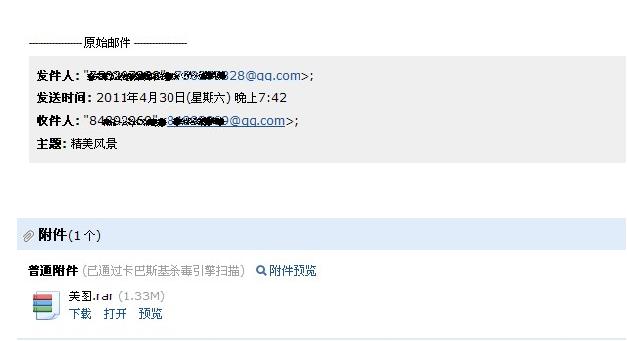 ----------------- 原始邮件 -----------------
发件人: 828@qq.com>;
发送时间: 2011年4月30日(星期六) 晚上7:42
收件人: @qq.com>;
主题: 精美风景
附件(1 个)
普通附件 (已通过卡巴斯基杀毒引擎扫描) 附件预览
美图.rar (1.33M)
下载 打开 预览